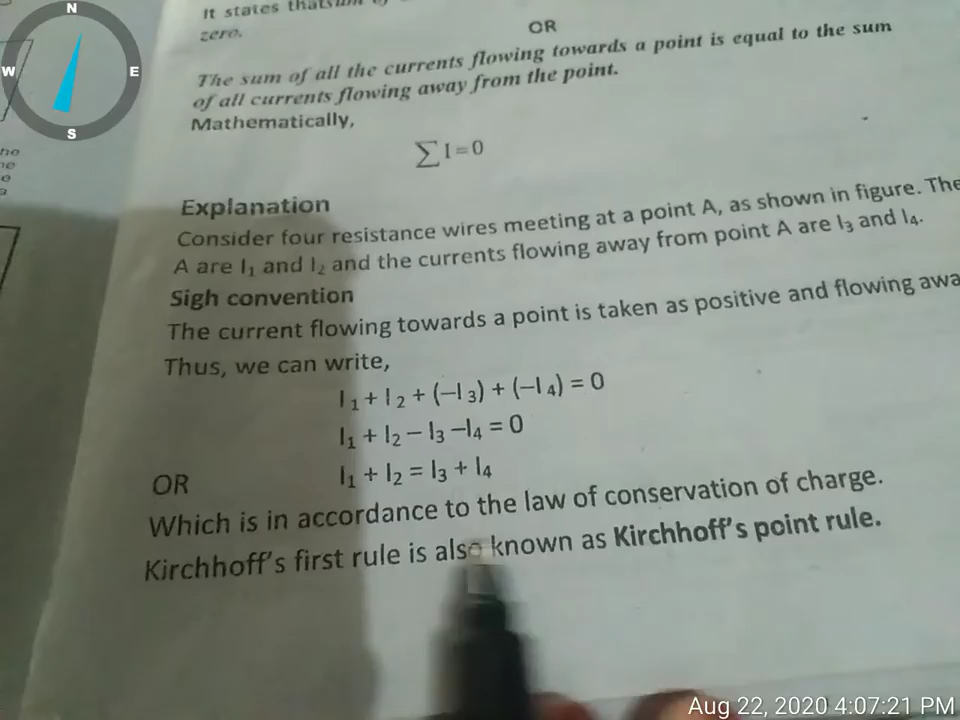 N
W
E
S
It states that sum of
zero.
OR
The sum of all the currents flowing towards a point is equal to the sum
of all currents flowing away from the point.
Mathematically,
∑I=0
Explanation
Consider four resistance wires meeting at a point A, as shown in figure. The
A are I₁ and I₂ and the currents flowing away from point A are I₃ and I₄.
Sigh convention
The current flowing towards a point is taken as positive and flowing awa
Thus, we can write,
I₁ + I₂ + (–I₃) + (–I₄) = 0
I₁ + I₂ – I₃ –I₄ = 0
OR I₁ + I₂ = I₃ + I₄
Which is in accordance to the law of conservation of charge.
Kirchhoff's first rule is also known as Kirchhoff's point rule.
Aug 22, 2020 4:07:21 PM